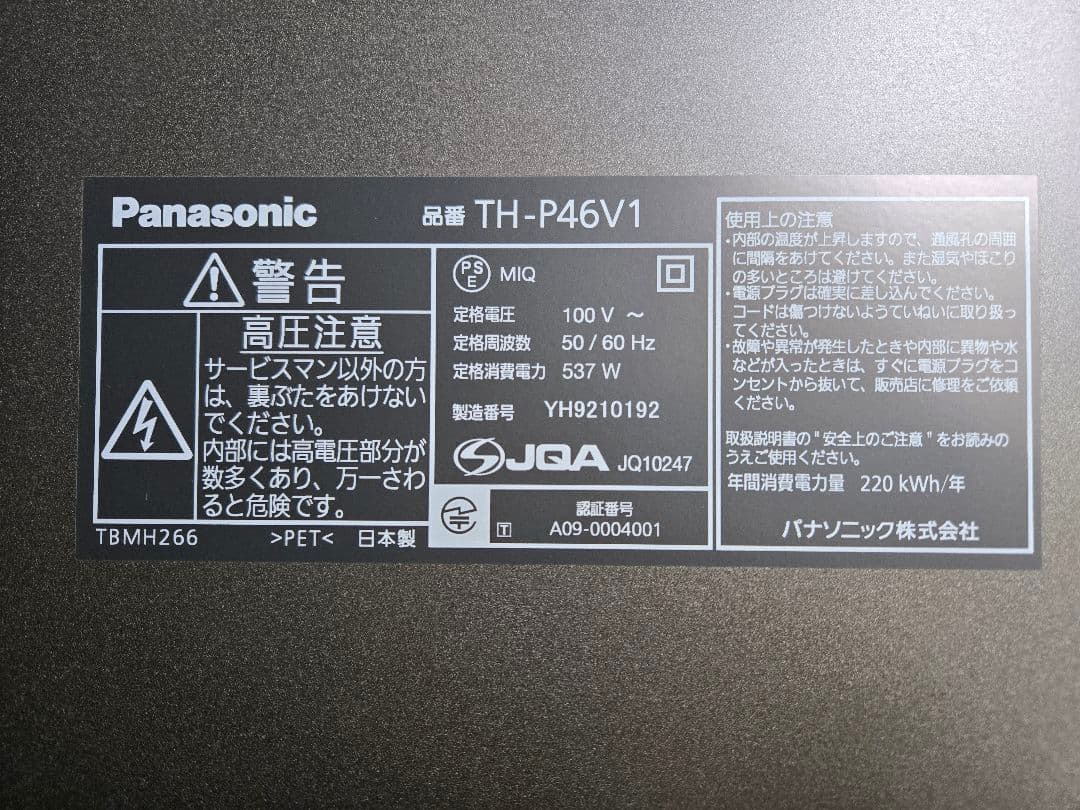 Panasonic
品番 TH-P46V1
警告
高圧注意
サービスマン以外の方
は、裏ぶたをあけない
でください。
内部には高電圧部分が
数多くあり、万一さわ
ると危険です。
TBMH266 >PET< 日本製
PSE MIQ
定格電圧 100 V ～
定格周波数 50 / 60 Hz
定格消費電力 537 W
製造番号 YH9210192
JQA JQ10247
認証番号
T A09-0004001
使用上の注意
・内部の温度が上昇しますので、通風孔の周囲
に間隔をあけてください。また湿気やほこり
の多いところは避けてください。
・電源プラグは確実に差し込んでください。
コードは傷つけないようていねいに取り扱っ
てください。
・故障や異常が発生したときや内部に異物や水
などが入ったときは、すぐに電源プラグをコ
ンセントから抜いて、販売店に修理をご依頼
ください。
取扱説明書の"安全上のご注意"をお読みの
うえご使用ください。
年間消費電力量 220 kWh/年
パナソニック株式会社